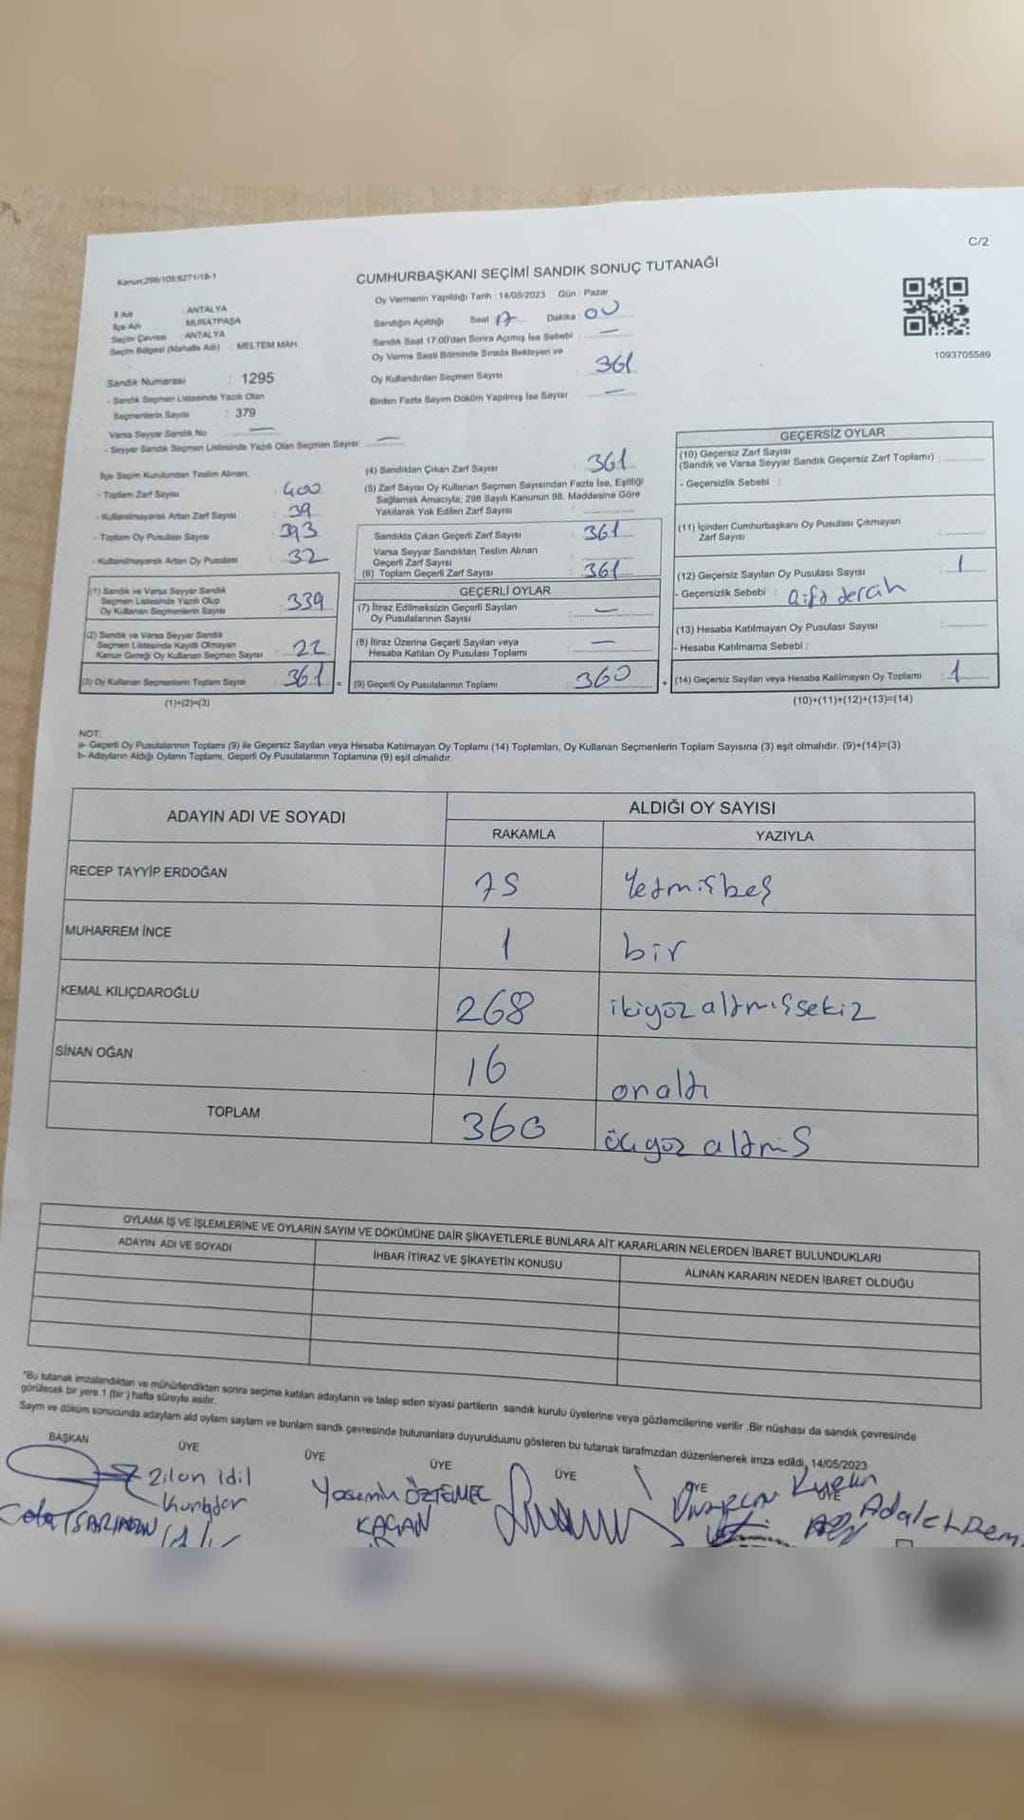 C/2
Kanun:298/105:6271/18-1
CUMHURBAŞKANI SEÇİMİ SANDIK SONUÇ TUTANAĞI
Oy Vermenin Yapıldığı Tarih : 14/05/2023 Gün : Pazar
İl Adı : ANTALYA
İlçe Adı : MURATPAŞA
Seçim Çevresi : ANTALYA
Seçim Bölgesi (Mahalle Adı) : MELTEM MAH
Sandığın Açıldığı Saat 17 Dakika 00
Sandık Saat 17.00'den Sonra Açılmış İse Sebebi : —
Oy Verme Saati Bitiminde Sırada Bekleyen ve
Oy Kullandırılan Seçmen Sayısı 361
Birden Fazla Sayım Döküm Yapılmış İse Sayısı —
1093705589
Sandık Numarası : 1295
- Sandık Seçmen Listesinde Yazılı Olan
Seçmenlerin Sayısı : 379
Varsa Seyyar Sandık No —
- Seyyar Sandık Seçmen Listesinde Yazılı Olan Seçmen Sayısı: —
İlçe Seçim Kurulundan Teslim Alınan,
- Toplam Zarf Sayısı : 400
- Kullanılmayarak Artan Zarf Sayısı : 39
- Toplam Oy Pusulası Sayısı : 393
- Kullanılmayarak Artan Oy Pusulası : 32
(1) Sandık ve Varsa Seyyar Sandık
Seçmen Listesinde Yazılı Olup
Oy Kullanan Seçmenlerin Sayısı : 339
(2) Sandık ve Varsa Seyyar Sandık
Seçmen Listesinde Kayıtlı Olmayan
Kanun Gereği Oy Kullanan Seçmen Sayısı : 22
(3) Oy Kullanan Seçmenlerin Toplam Sayısı : 361 =
(1)+(2)=(3)
(4) Sandıktan Çıkan Zarf Sayısı : 361
(5) Zarf Sayısı Oy Kullanan Seçmen Sayısından Fazla İse, Eşitliği
Sağlamak Amacıyla; 298 Sayılı Kanunun 98. Maddesine Göre
Yakılarak Yok Edilen Zarf Sayısı :
Sandıkta Çıkan Geçerli Zarf Sayısı : 361
Varsa Seyyar Sandıktan Teslim Alınan
Geçerli Zarf Sayısı
(6) Toplam Geçerli Zarf Sayısı : 361
GEÇERLİ OYLAR
(7) İtiraz Edilmeksizin Geçerli Sayılan
Oy Pusulalarının Sayısı : —
(8) İtiraz Üzerine Geçerli Sayılan veya
Hesaba Katılan Oy Pusulası Toplamı : —
(9) Geçerli Oy Pusulalarının Toplamı : 360 +
GEÇERSİZ OYLAR
(10) Geçersiz Zarf Sayısı
(Sandık ve Varsa Seyyar Sandık Geçersiz Zarf Toplamı) :
- Geçersizlik Sebebi :
(11) İçinden Cumhurbaşkanı Oy Pusulası Çıkmayan
Zarf Sayısı :
(12) Geçersiz Sayılan Oy Pusulası Sayısı : 1
- Geçersizlik Sebebi :
(13) Hesaba Katılmayan Oy Pusulası Sayısı :
- Hesaba Katılmama Sebebi :
(14) Geçersiz Sayılan veya Hesaba Katılmayan Oy Toplamı : 1
(10)+(11)+(12)+(13)=(14)
NOT:
a- Geçerli Oy Pusulalarının Toplamı (9) ile Geçersiz Sayılan veya Hesaba Katılmayan Oy Toplamı (14) Toplamları, Oy Kullanan Seçmenlerin Toplam Sayısına (3) eşit olmalıdır. (9)+(14)=(3)
b- Adayların Aldığı Oyların Toplamı, Geçerli Oy Pusulalarının Toplamına (9) eşit olmalıdır.
ADAYIN ADI VE SOYADI
ALDIĞI OY SAYISI
RAKAMLA YAZIYLA
RECEP TAYYİP ERDOĞAN 75 Yetmişbeş
MUHARREM İNCE 1 bir
KEMAL KILIÇDAROĞLU 268 ikiyüz altmışsekiz
SİNAN OĞAN 16 onaltı
TOPLAM 360 üçyüz altmış
OYLAMA İŞ VE İŞLEMLERİNE VE OYLARIN SAYIM VE DÖKÜMÜNE DAİR ŞİKAYETLERLE BUNLARA AİT KARARLARIN NELERDEN İBARET BULUNDUKLARI
ADAYIN ADI VE SOYADI İHBAR İTİRAZ VE ŞİKAYETİN KONUSU ALINAN KARARIN NEDEN İBARET OLDUĞU
*Bu tutanak imzalandıktan ve mühürlendikten sonra seçime katılan adayların ve talep eden siyasi partilerin sandık kurulu üyelerine veya gözlemcilerine verilir .Bir nüshası da sandık çevresinde
görülecek bir yere 1 (bir ) hafta süreyle asılır.
Sayım ve döküm sonucunda adayların aldı oyların sayıların ve bunların sandık çevresinde bulunanlara duyurulduunu gösteren bu tutanak tarafmzdan düzenlenerek imza edildi, 14/05/2023
BAŞKAN ÜYE ÜYE ÜYE ÜYE ÜYE ÜYE
Zilan idil
Yasemin ÖZTEMEL
KAÇAN
Adalet